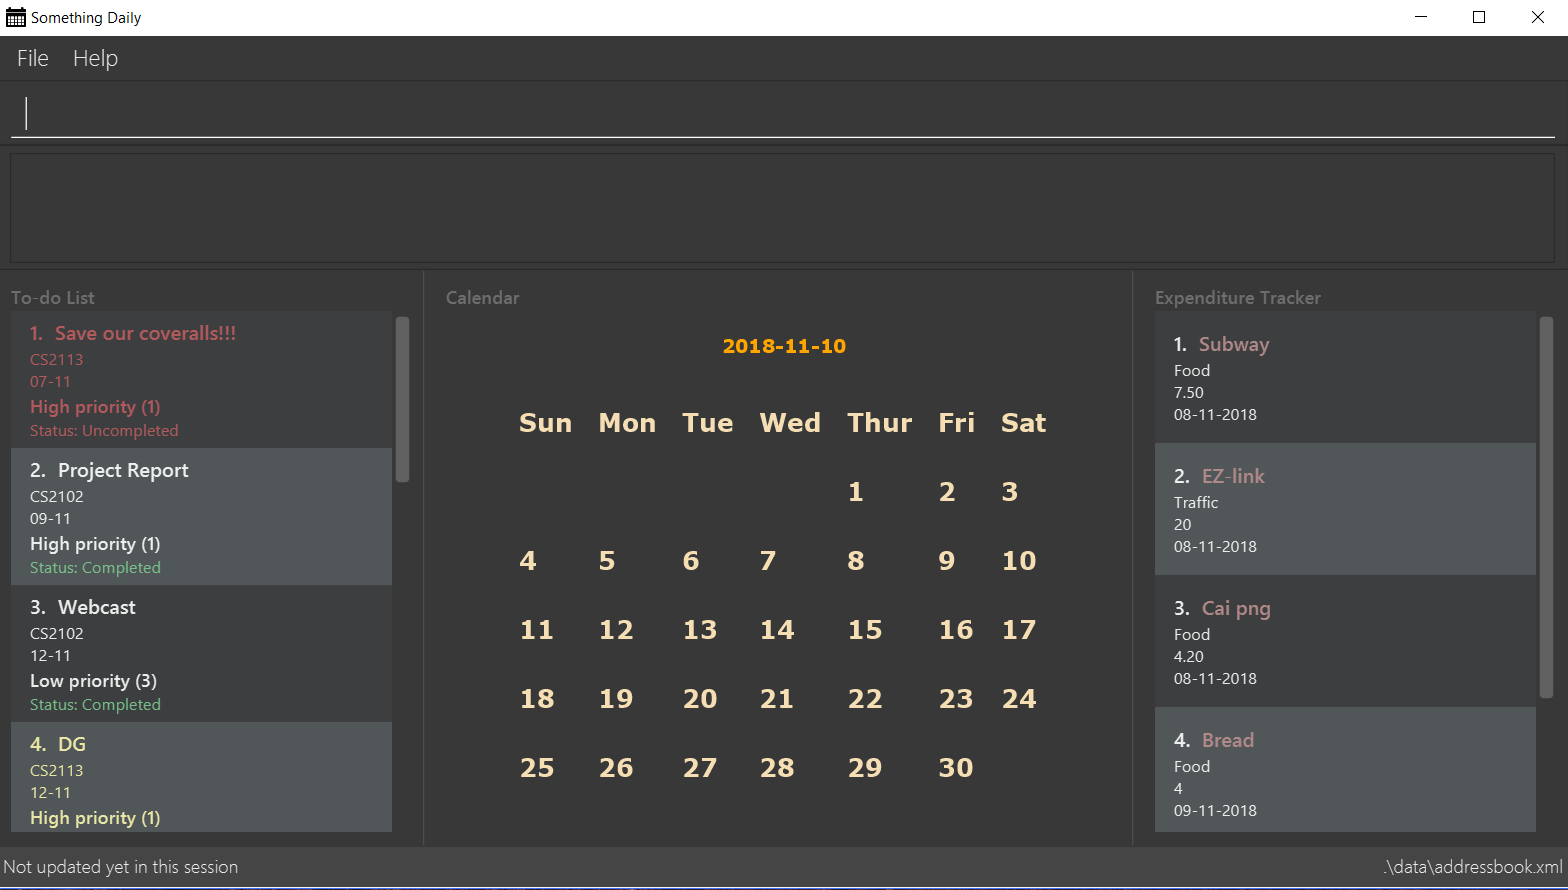 Something Daily
File Help
To-do List
1. Save our coveralls!!!
CS2113
07-11
High priority (1)
Status: Uncompleted
2. Project Report
CS2102
09-11
High priority (1)
Status: Completed
3. Webcast
CS2102
12-11
Low priority (3)
Status: Completed
4. DG
CS2113
12-11
High priority (1)
Calendar
2018-11-10
Sun Mon Tue Wed Thur Fri Sat
1 2 3
4 5 6 7 8 9 10
11 12 13 14 15 16 17
18 19 20 21 22 23 24
25 26 27 28 29 30
Expenditure Tracker
1. Subway
Food
7.50
08-11-2018
2. EZ-link
Traffic
20
08-11-2018
3. Cai png
Food
4.20
08-11-2018
4. Bread
Food
4
09-11-2018
Not updated yet in this session
.\data\addressbook.xml